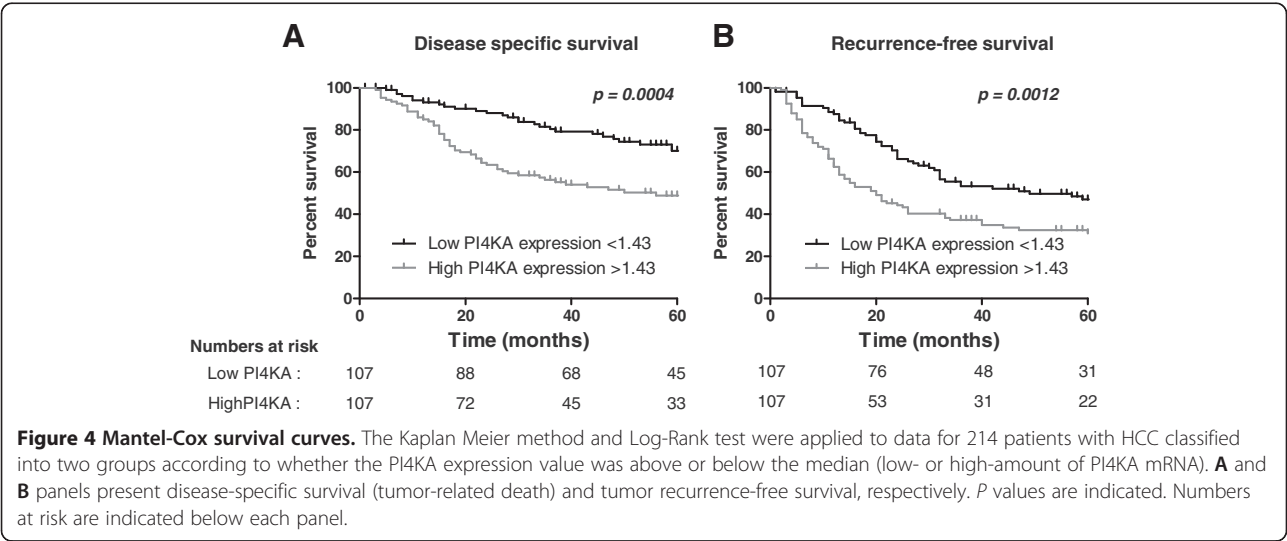 A
Disease specific survival
p = 0.0004
Percent survival
100
80
60
40
20
0
Low PI4KA expression <1.43
High PI4KA expression >1.43
0 20 40 60
Time (months)
B
Recurrence-free survival
p = 0.0012
Percent survival
100
80
60
40
20
0
Low PI4KA expression <1.43
High PI4KA expression >1.43
0 20 40 60
Time (months)
Numbers at risk
Low PI4KA : 107 88 68 45 107 76 48 31
HighPI4KA : 107 72 45 33 107 53 31 22
Figure 4 Mantel-Cox survival curves. The Kaplan Meier method and Log-Rank test were applied to data for 214 patients with HCC classified
into two groups according to whether the PI4KA expression value was above or below the median (low- or high-amount of PI4KA mRNA). A and
B panels present disease-specific survival (tumor-related death) and tumor recurrence-free survival, respectively. P values are indicated. Numbers
at risk are indicated below each panel.